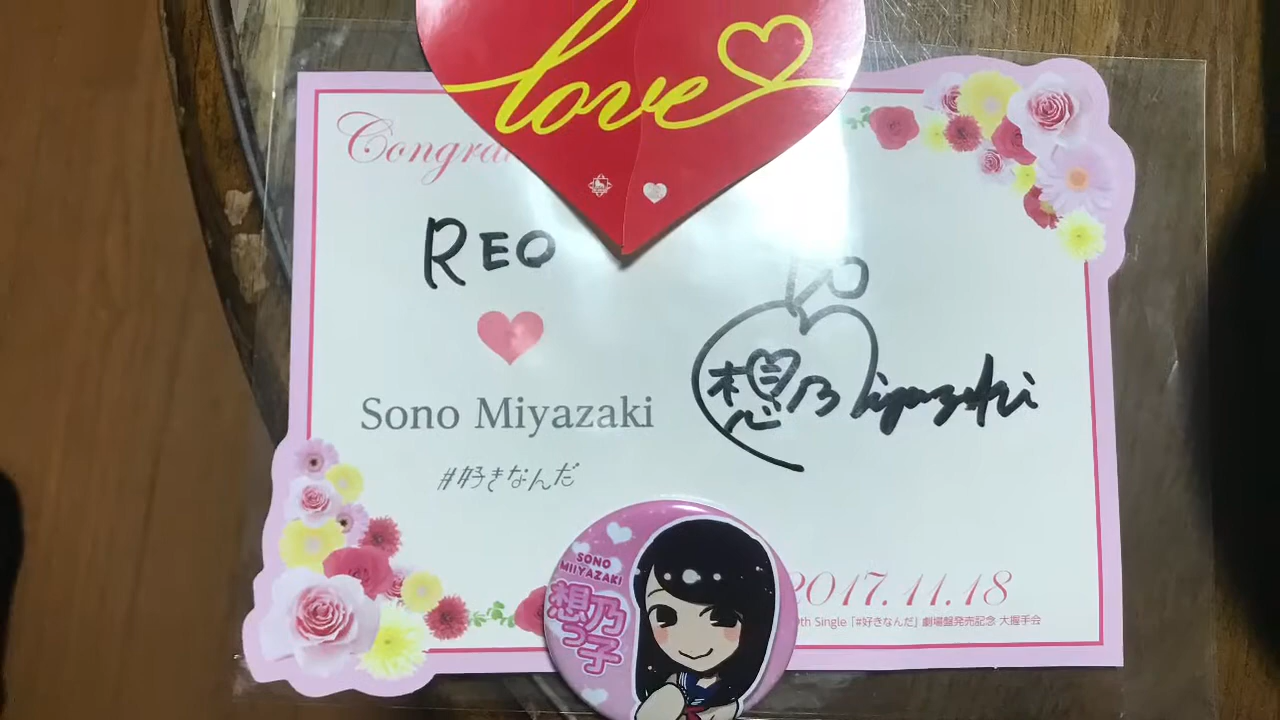 love
Congra
REO
Sono Miyazaki
想乃 Miyazaki
#好きなんだ
SONO
MIIYAZAKI
想乃っ子
2017.11.18
th Single「#好きなんだ」劇場盤発売記念 大握手会